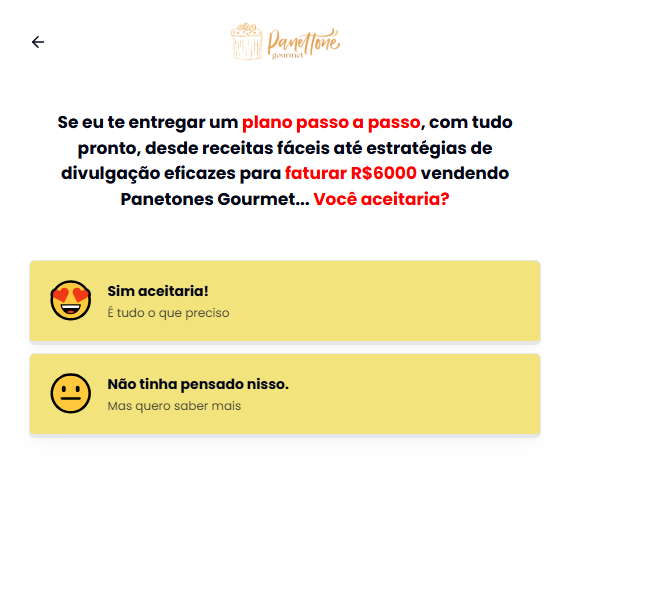 Panettone
gourmet
Se eu te entregar um plano passo a passo, com tudo
pronto, desde receitas fáceis até estratégias de
divulgação eficazes para faturar R$6000 vendendo
Panetones Gourmet... Você aceitaria?
Sim aceitaria!
É tudo o que preciso
Não tinha pensado nisso.
Mas quero saber mais